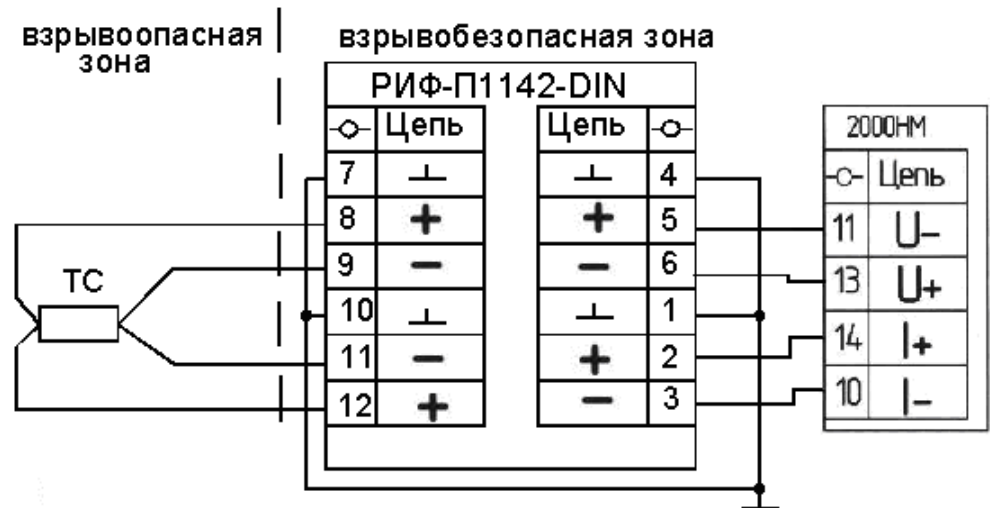 взрывоопасная
зона
взрывобезопасная зона
РИФ-П1142-DIN
Цепь Цепь
7 ⊥ ⊥ 4
8 + + 5
9 − − 6
10 ⊥ ⊥ 1
11 − + 2
12 + − 3
ТС
2000НМ
Цепь
11 U−
13 U+
14 I+
10 I−